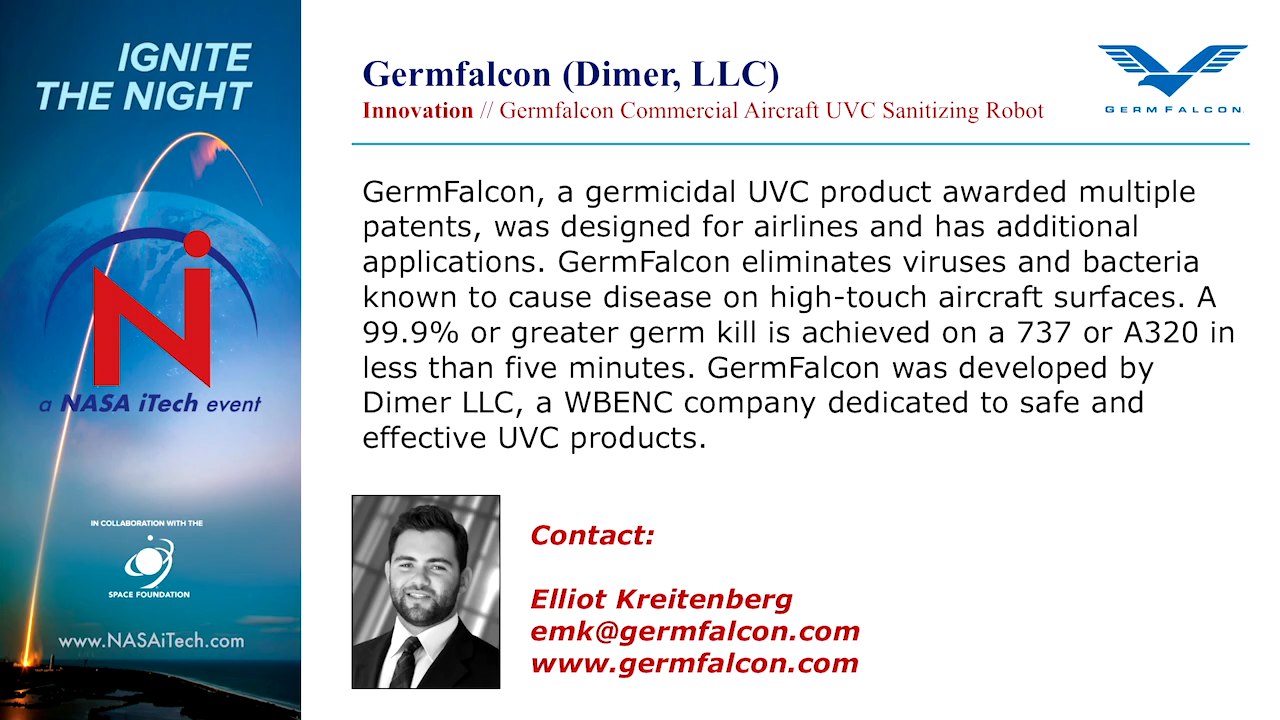 IGNITE
THE NIGHT
Ni
a NASA iTech event
IN COLLABORATION WITH THE
SPACE FOUNDATION
www.NASAiTech.com
Germfalcon (Dimer, LLC)
Innovation // Germfalcon Commercial Aircraft UVC Sanitizing Robot
GERMFALCON.
GermFalcon, a germicidal UVC product awarded multiple
patents, was designed for airlines and has additional
applications. GermFalcon eliminates viruses and bacteria
known to cause disease on high-touch aircraft surfaces. A
99.9% or greater germ kill is achieved on a 737 or A320 in
less than five minutes. GermFalcon was developed by
Dimer LLC, a WBENC company dedicated to safe and
effective UVC products.
Contact:
Elliot Kreitenberg
emk@germfalcon.com
www.germfalcon.com